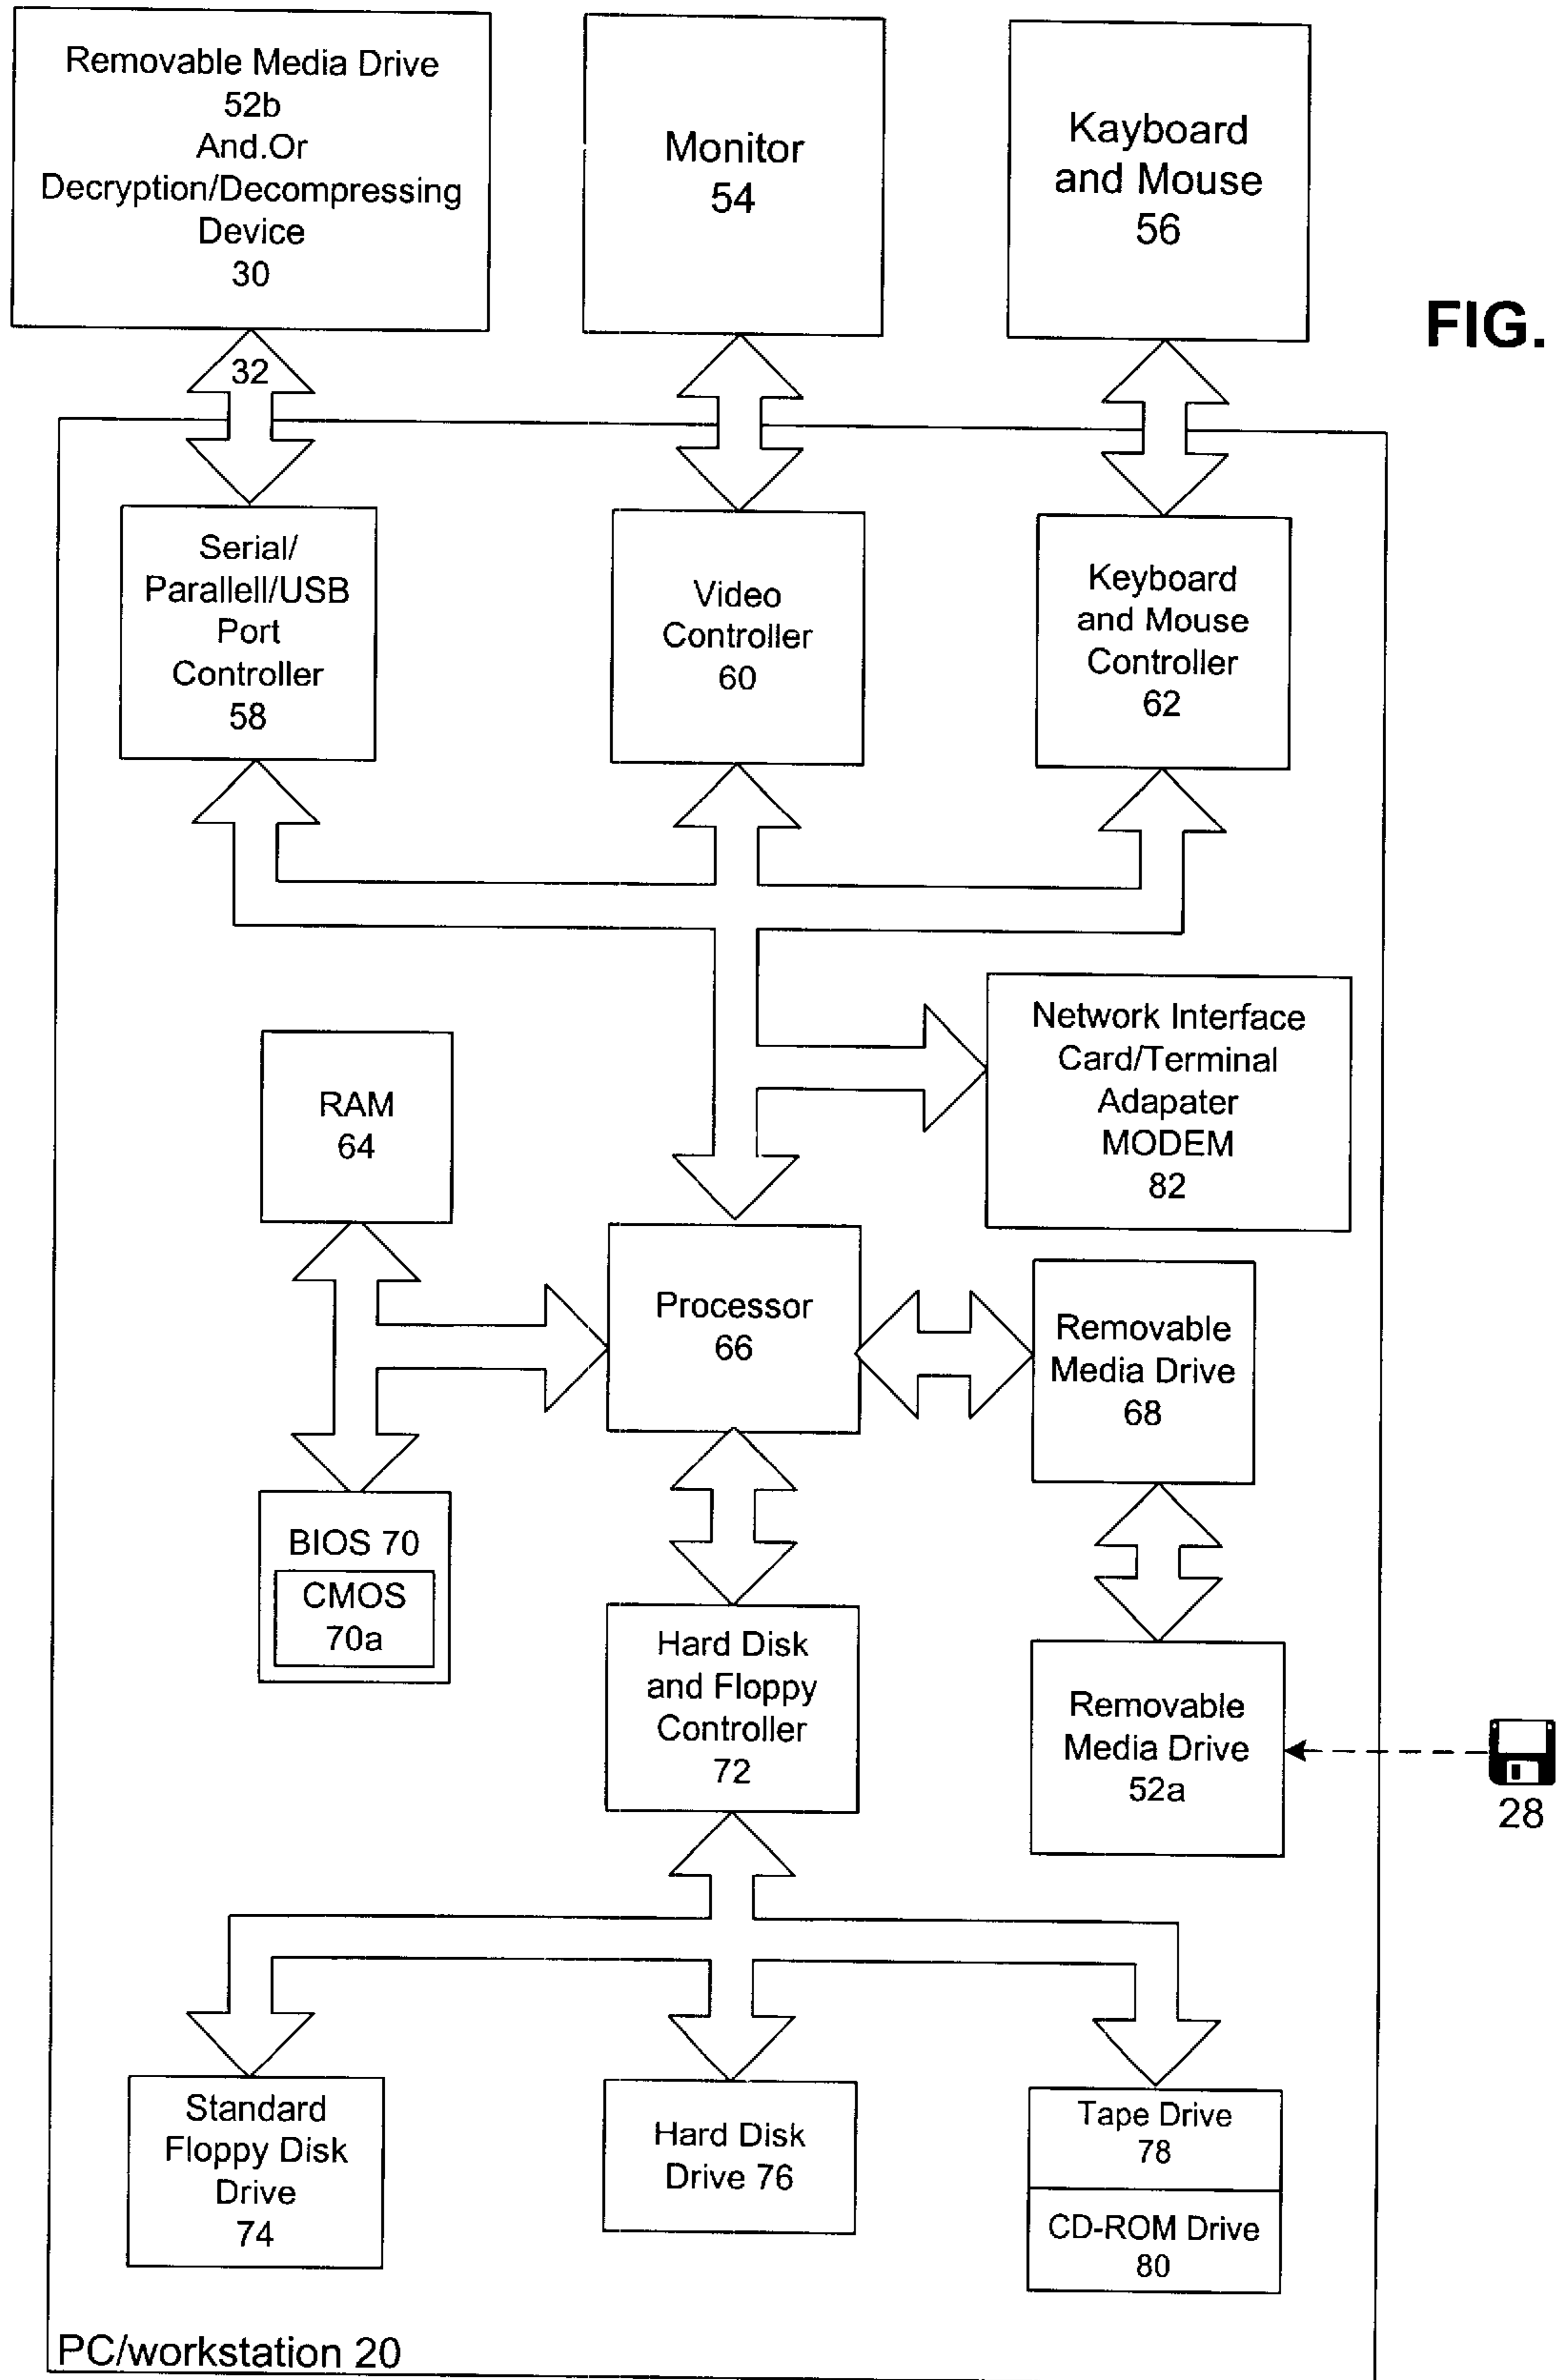 Removable Media Drive
52b
And.Or
Decryption/Decompressing
Device
30
Monitor
54
Kayboard
and Mouse
56
FIG.
32
Serial/
Parallell/USB
Port
Controller
58
Video
Controller
60
Keyboard
and Mouse
Controller
62
Network Interface
Card/Terminal
Adapater
MODEM
82
RAM
64
Processor
66
Removable
Media Drive
68
BIOS 70
CMOS
70a
Hard Disk
and Floppy
Controller
72
Removable
Media Drive
52a
28
Standard
Floppy Disk
Drive
74
Hard Disk
Drive 76
Tape Drive
78
CD-ROM Drive
80
PC/workstation 20